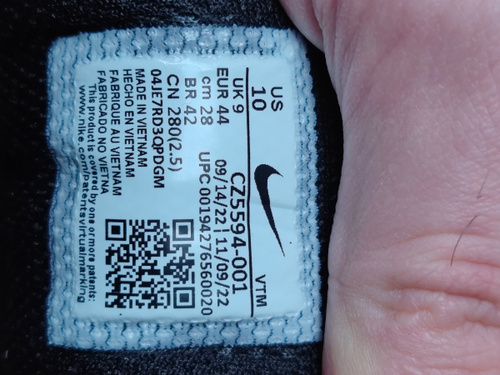 US
10
VTM
UK 9
CZ5594-001
EUR 44
09/14/22 | 11/09/22
cm 28
UPC 00194276560020
BR 42
CN 280(2.5)
04JE7RD3QPDGM
MADE IN VIETNAM
HECHO EN VIETNAM
FABRIQUE AU VIETNAM
FABRICADO NO VIETNA
This product is covered by one or more patents:
www.nike.com/patentsvirtualmarking